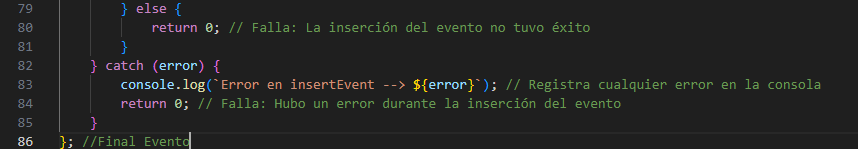 79 } else {
80 return 0; // Falla: La inserción del evento no tuvo éxito
81 }
82 } catch (error) {
83 console.log(`Error en insertEvent --> ${error}`); // Registra cualquier error en la consola
84 return 0; // Falla: Hubo un error durante la inserción del evento
85 }
86 }; //Final Evento